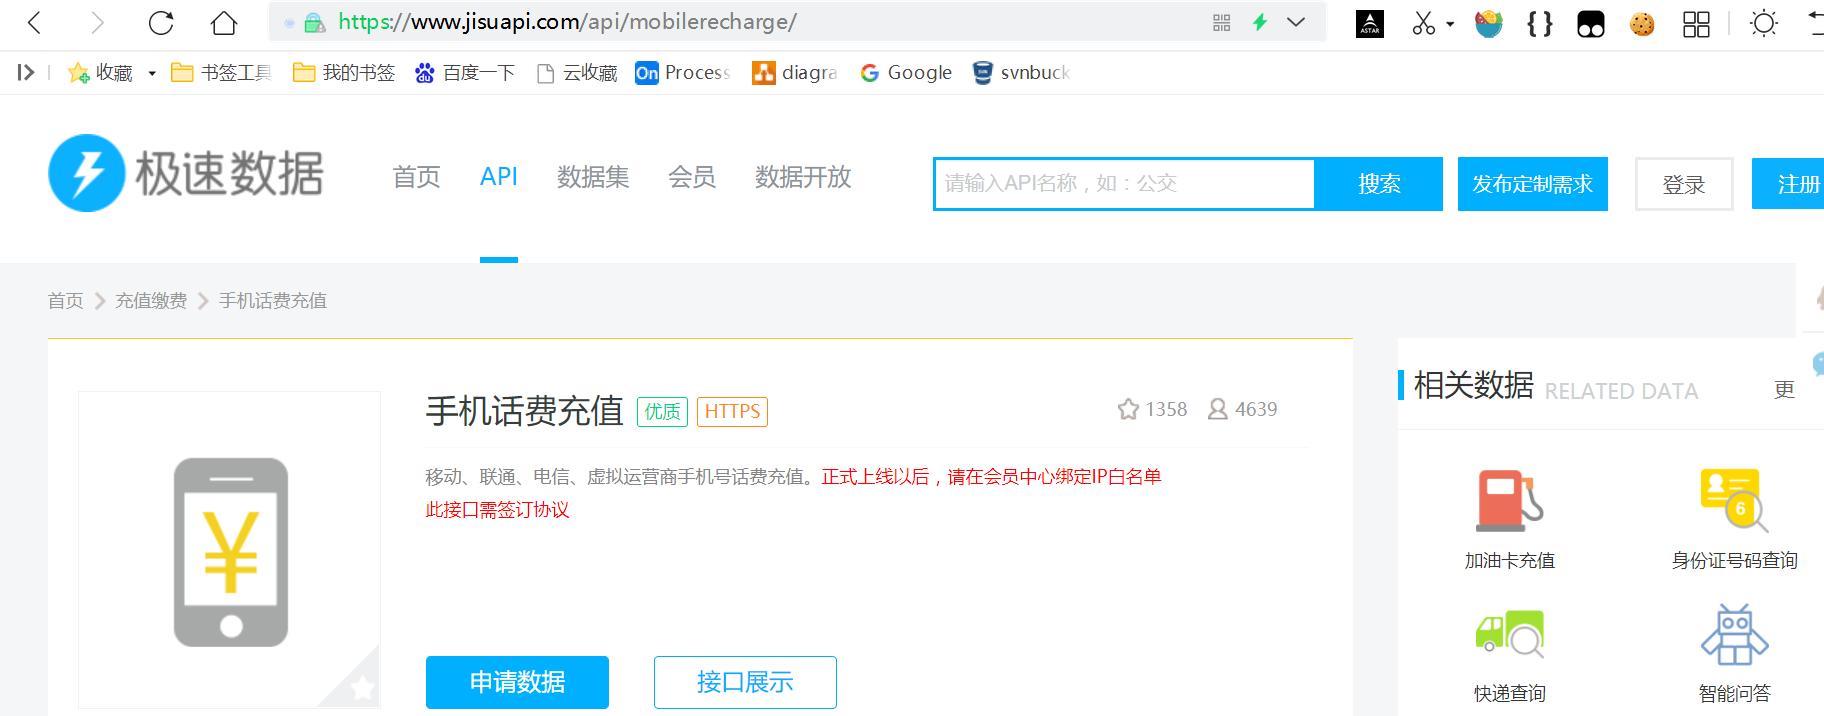 https://www.jisuapi.com/api/mobilerecharge/
ASTAR
收藏 书签工具 我的书签 百度一下 云收藏 On Process diagra Google svnbuck
极速数据 首页 API 数据集 会员 数据开放 请输入API名称，如：公交 搜索 发布定制需求 登录 注册
首页 充值缴费 手机话费充值
手机话费充值 优质 HTTPS 1358 4639
移动、联通、电信、虚拟运营商手机号话费充值。正式上线以后，请在会员中心绑定IP白名单
此接口需签订协议
¥
申请数据 接口展示
相关数据 RELATED DATA 更
加油卡充值 6 身份证号码查询
快递查询 智能问答